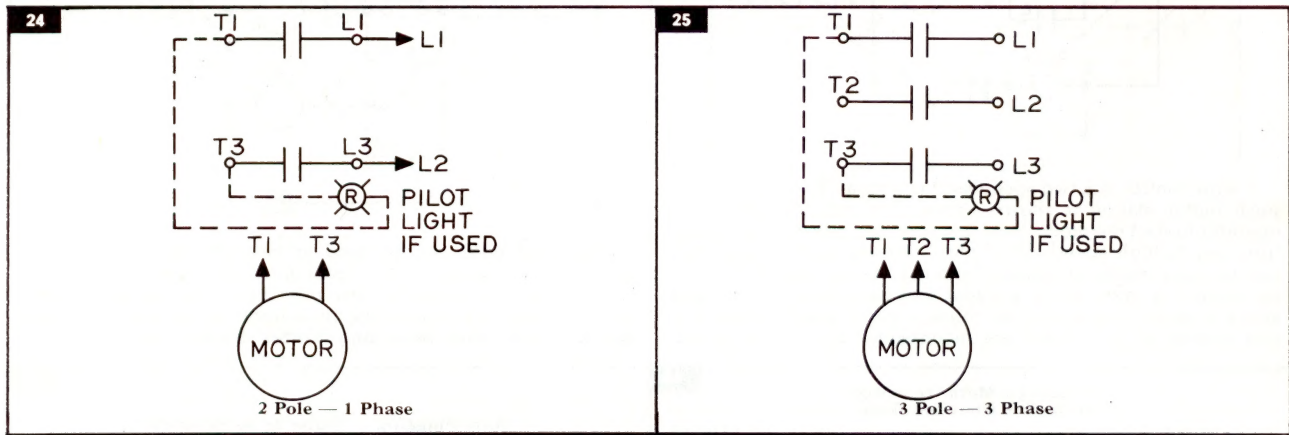 24
T1 L1
L1
T3 L3
L2
R
PILOT
LIGHT
IF USED
T1 T3
MOTOR
2 Pole — 1 Phase
25
T1
L1
T2
L2
T3
L3
R
PILOT
LIGHT
IF USED
T1 T2 T3
MOTOR
3 Pole — 3 Phase